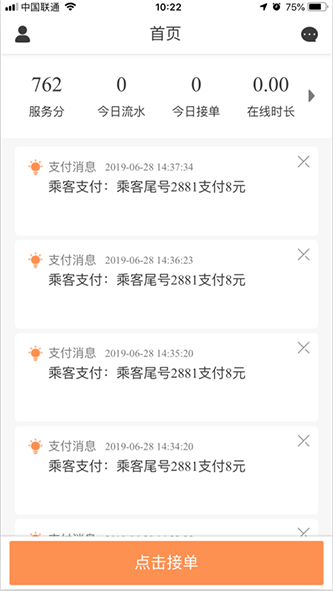 中国联通 10:22 75%
首页
762 0 0 0.00
服务分 今日流水 今日接单 在线时长
支付消息 2019-06-28 14:37:34
乘客支付：乘客尾号2881支付8元
支付消息 2019-06-28 14:36:23
乘客支付：乘客尾号2881支付8元
支付消息 2019-06-28 14:35:20
乘客支付：乘客尾号2881支付8元
支付消息 2019-06-28 14:34:20
乘客支付：乘客尾号2881支付8元
点击接单